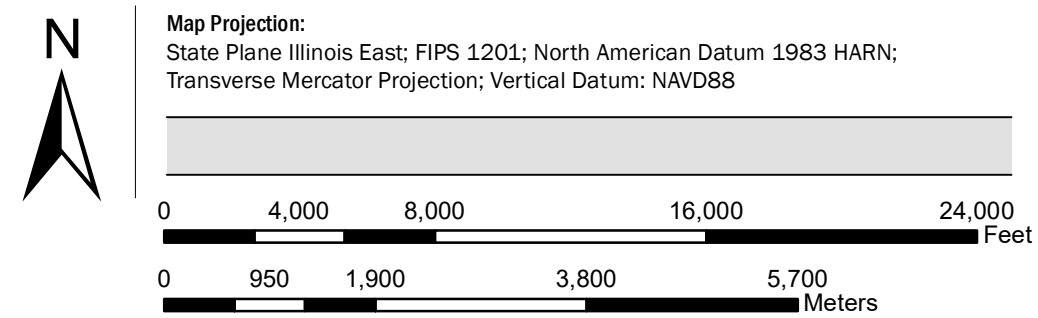 N
Map Projection:
State Plane Illinois East; FIPS 1201; North American Datum 1983 HARN;
Transverse Mercator Projection; Vertical Datum: NAVD88
0 4,000 8,000 16,000 24,000
Feet
0 950 1,900 3,800 5,700
Meters